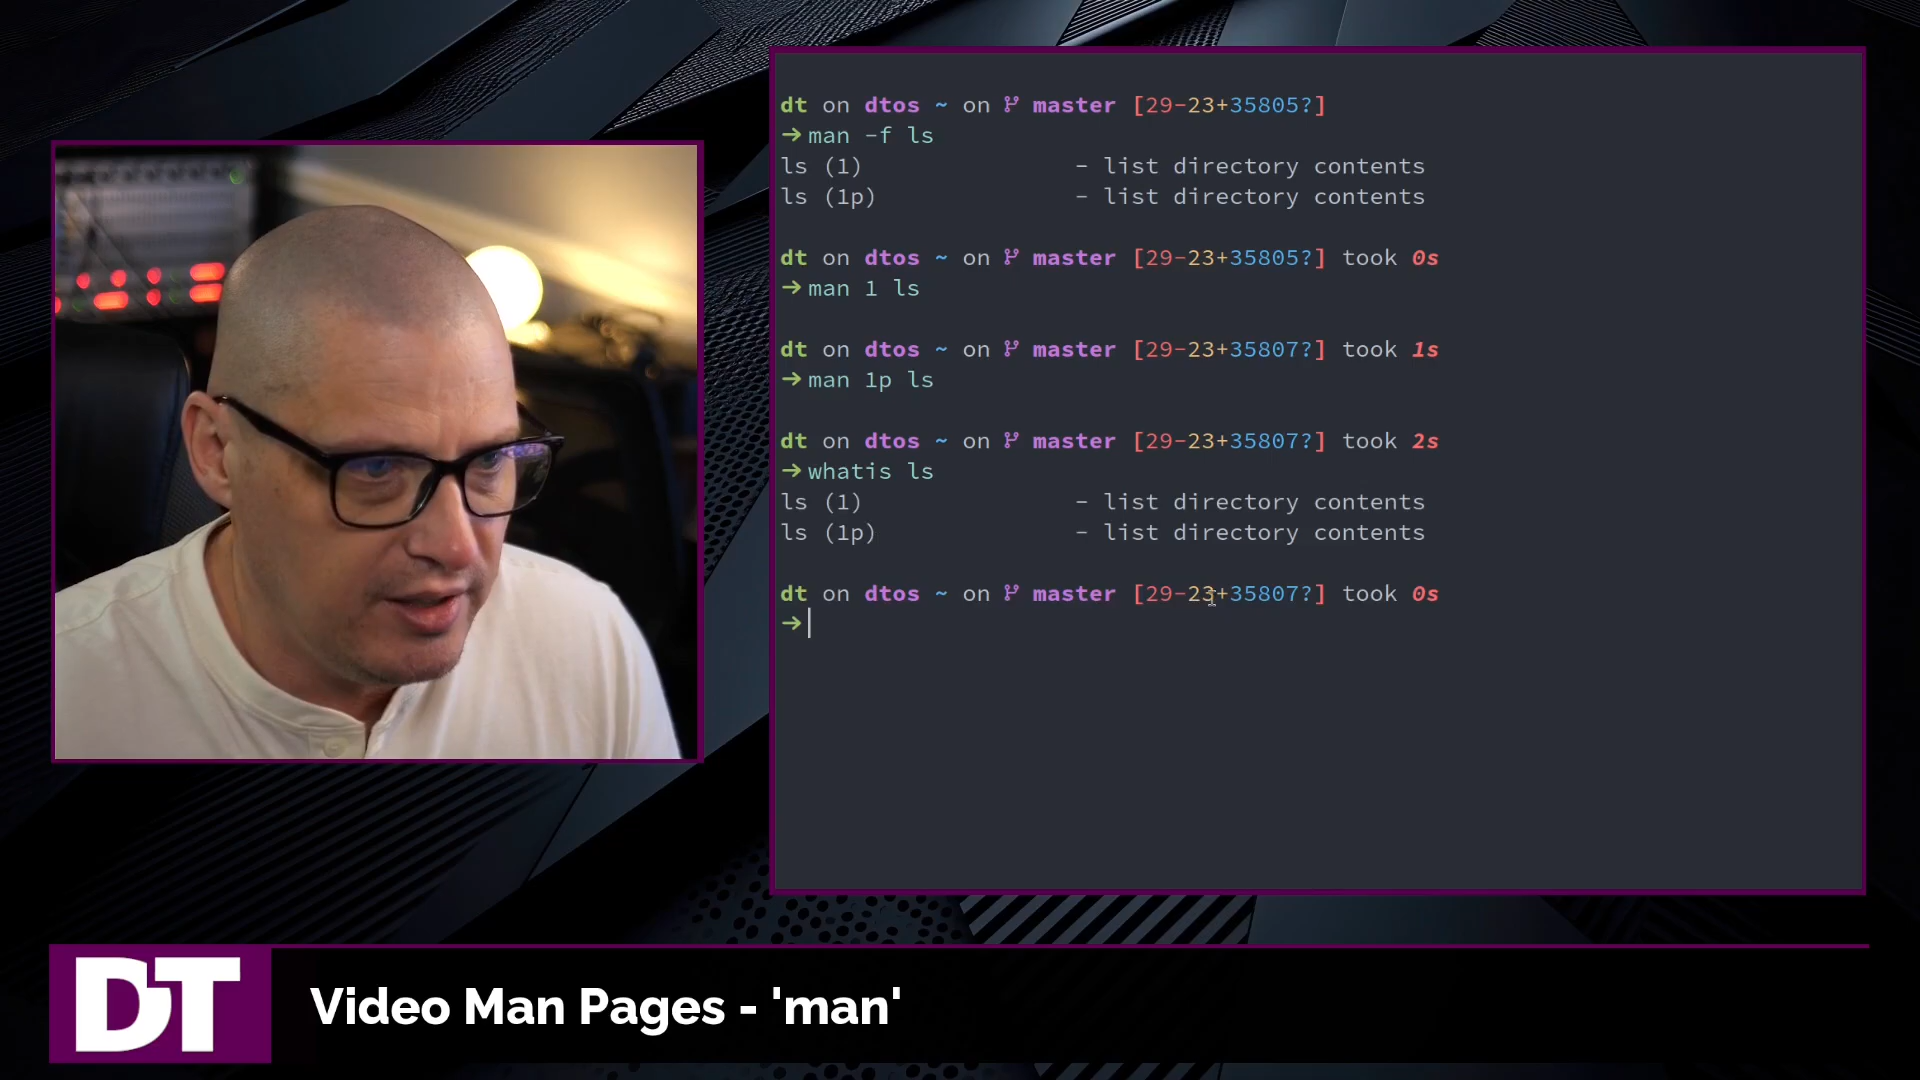 dt on dtos ~ on master [29-23+35805?]
→ man -f ls
ls (1) - list directory contents
ls (1p) - list directory contents
dt on dtos ~ on master [29-23+35805?] took 0s
→ man 1 ls
dt on dtos ~ on master [29-23+35807?] took 1s
→ man 1p ls
dt on dtos ~ on master [29-23+35807?] took 2s
→ whatis ls
ls (1) - list directory contents
ls (1p) - list directory contents
dt on dtos ~ on master [29-23+35807?] took 0s
→
DT
Video Man Pages - 'man'